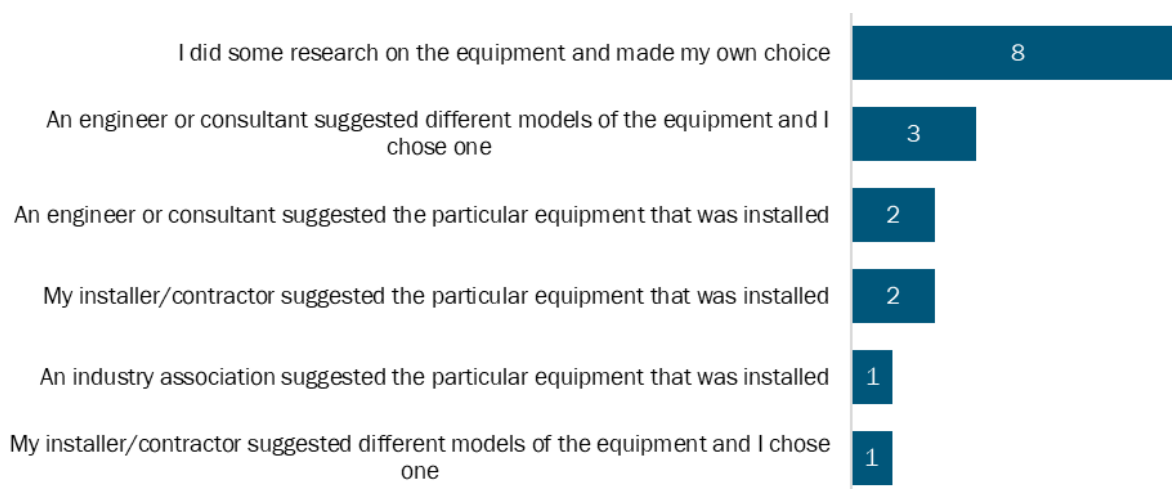 I did some research on the equipment and made my own choice
8
An engineer or consultant suggested different models of the equipment and I
chose one
3
An engineer or consultant suggested the particular equipment that was installed
2
My installer/contractor suggested the particular equipment that was installed
2
An industry association suggested the particular equipment that was installed
1
My installer/contractor suggested different models of the equipment and I chose
one
1